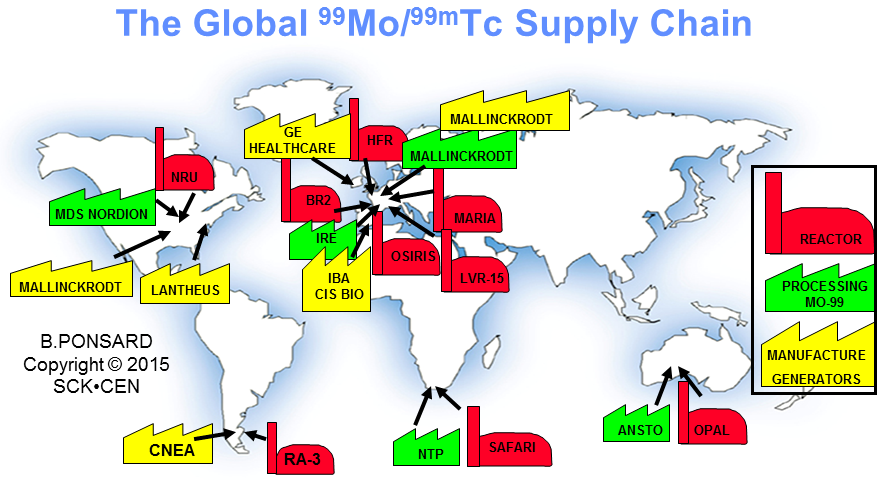 The Global 99Mo/99mTc Supply Chain
MALLINCKRODT
GE
HEALTHCARE
HFR
MALLINCKRODT
NRU
MDS NORDION
BR2
MARIA
IRE
OSIRIS
LVR-15
IBA
CIS BIO
MALLINCKRODT
LANTHEUS
REACTOR
PROCESSING
MO-99
MANUFACTURE
GENERATORS
B.PONSARD
Copyright © 2015
SCK•CEN
CNEA
RA-3
NTP
SAFARI
ANSTO
OPAL